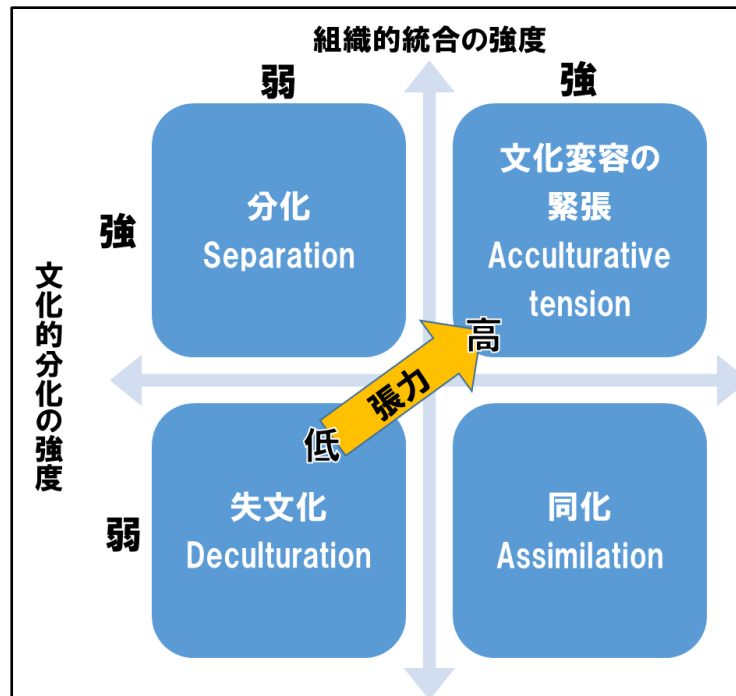 組織的統合の強度
弱
強
強
分化
Separation
文化変容の
緊張
Acculturative
tension
文化的分化の強度
高
張力
低
弱
失文化
Deculturation
同化
Assimilation